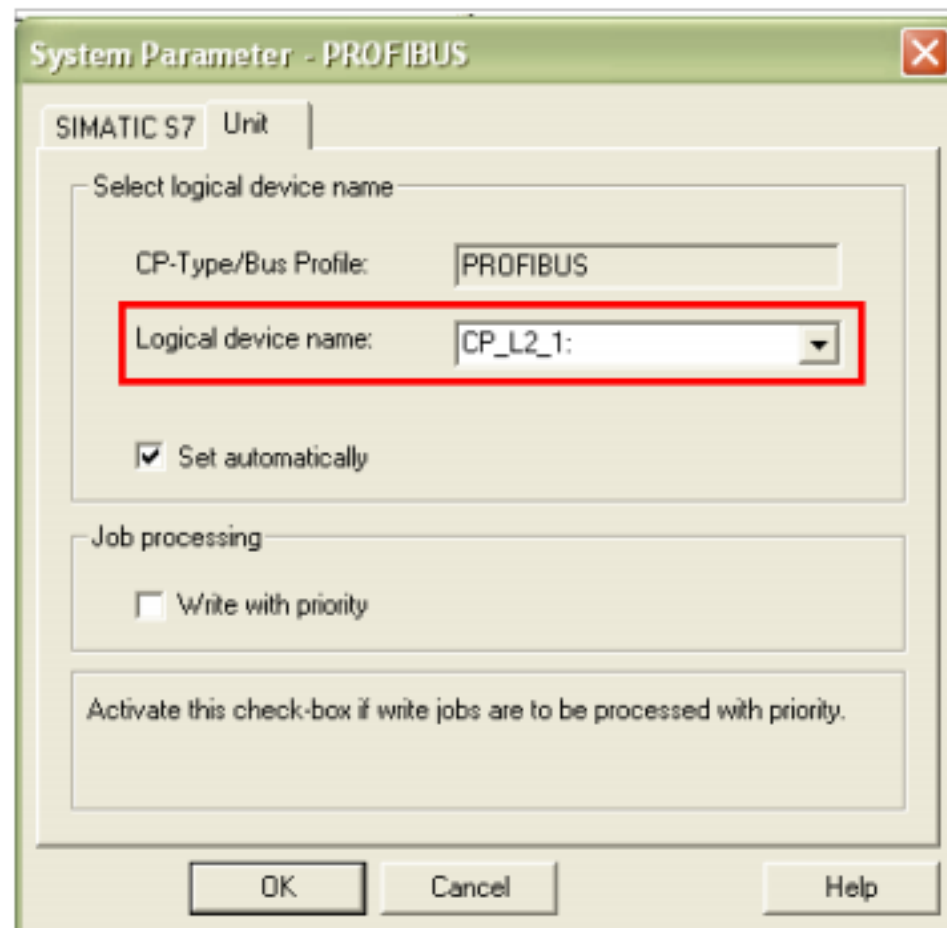 System Parameter - PROFIBUS
SIMATIC S7 Unit
Select logical device name
CP-Type/Bus Profile: PROFIBUS
Logical device name: CP_L2_1:
Set automatically
Job processing
Write with priority
Activate this check-box if write jobs are to be processed with priority.
OK Cancel Help